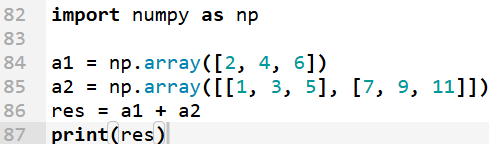 82 import numpy as np
83
84 a1 = np.array([2, 4, 6])
85 a2 = np.array([[1, 3, 5], [7, 9, 11]])
86 res = a1 + a2
87 print(res)